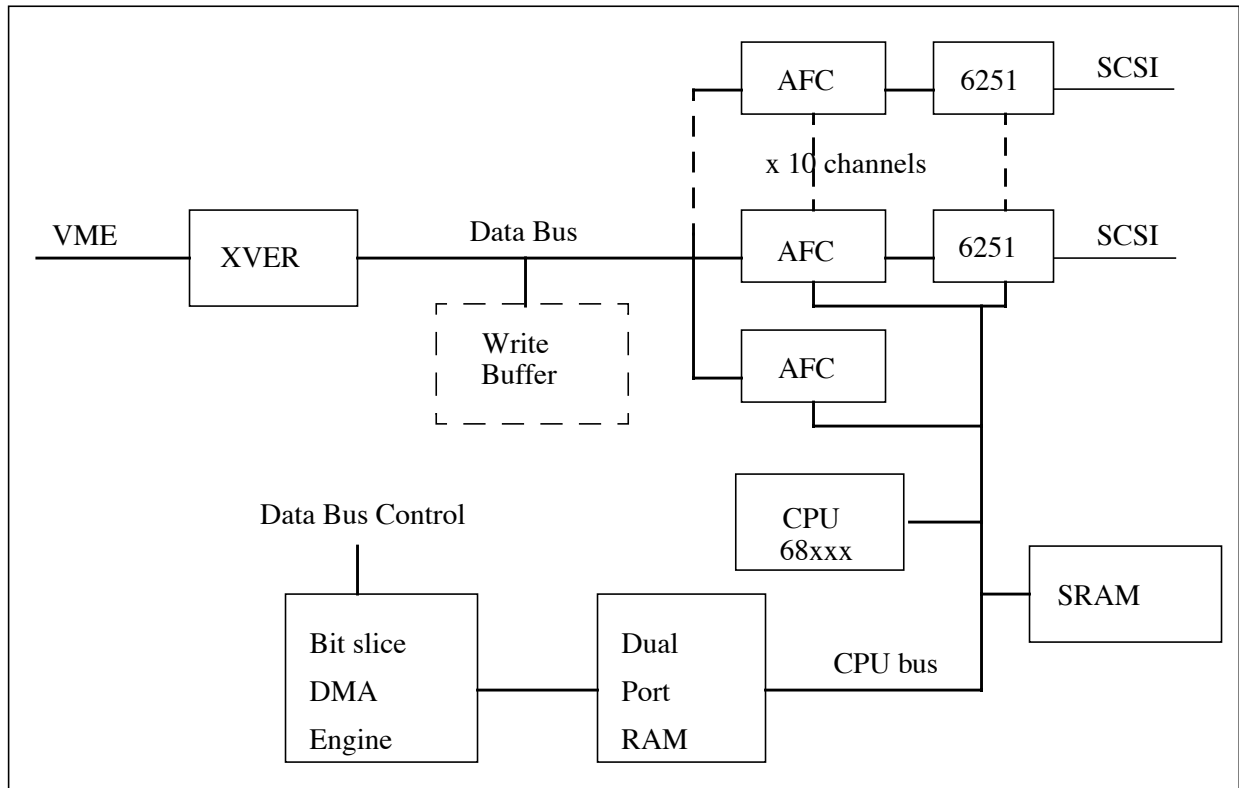 AFC
6251
SCSI
x 10 channels
VME
XVER
Data Bus
AFC
6251
SCSI
Write
Buffer
AFC
Data Bus Control
CPU
68xxx
SRAM
Bit slice
DMA
Engine
Dual
Port
RAM
CPU bus